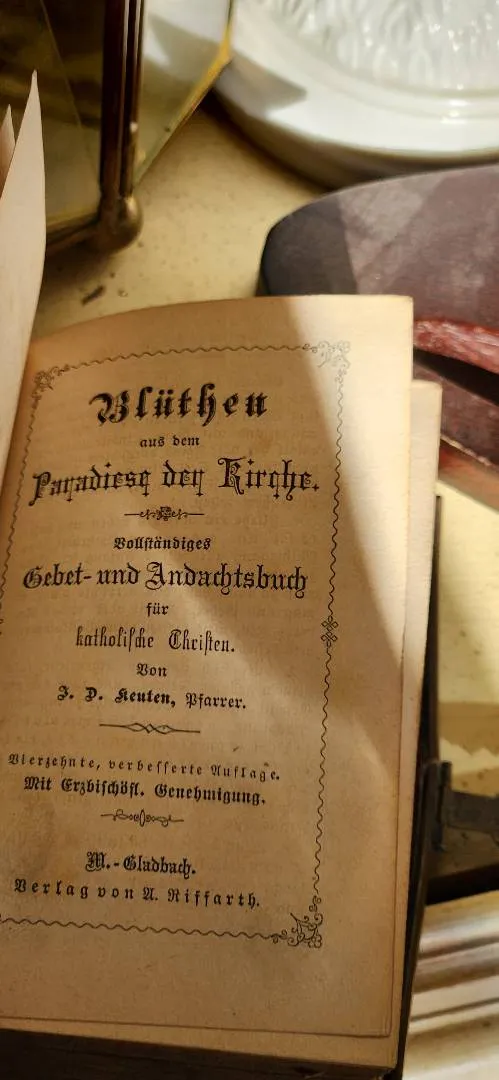 Blüthen
aus dem
Paradiese der Kirche.
Vollständiges
Gebet- und Andachtsbuch
für
katholische Christen.
Von
J. D. Keuten, Pfarrer.
Vierzehnte, verbesserte Auflage.
Mit Erzbischöfl. Genehmigung.
M.-Gladbach.
Verlag von A. Riffarth.